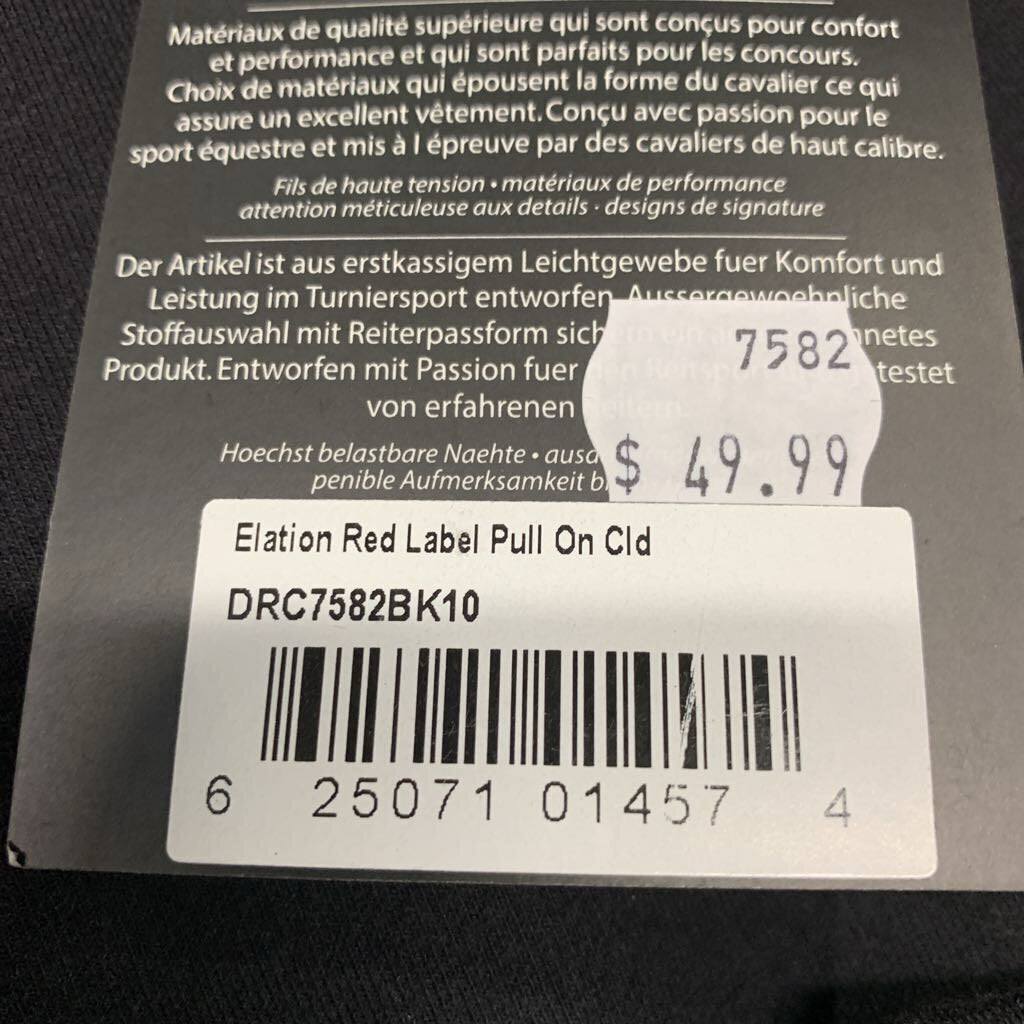 Matériaux de qualité supérieure qui sont conçus pour confort
et performance et qui sont parfaits pour les concours.
Choix de matériaux qui épousent la forme du cavalier ce qui
assure un excellent vêtement. Conçu avec passion pour le
sport équestre et mis à l épreuve par des cavaliers de haut calibre.
Fils de haute tension • matériaux de performance
attention méticuleuse aux details · designs de signature
Der Artikel ist aus erstkassigem Leichtgewebe fuer Komfort und
Leistung im Turniersport entworfen. Aussergewoehnliche
Stoffauswahl mit Reiterpassform
Produkt. Entworfen mit Passion fuer
von erfahrenen Reitern.
Hoechst belastbare Naehte •
penible Aufmerksamkeit
7582
$ 49.99
Elation Red Label Pull On Cld
DRC7582BK10
6 25071 01457 4